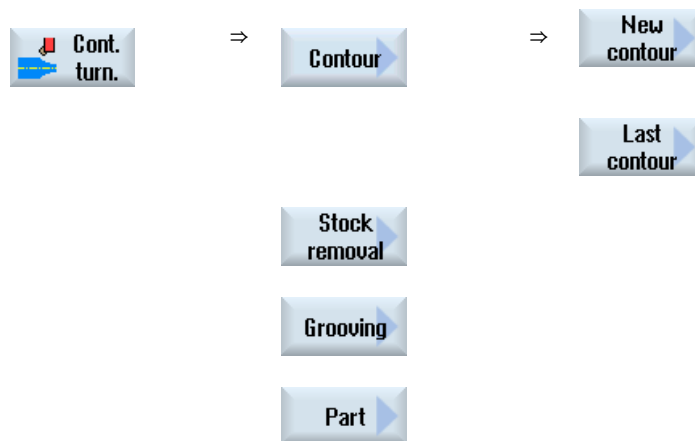 Cont.
turn.
⇒
Contour
⇒
New
contour
Last
contour
Stock
removal
Grooving
Part